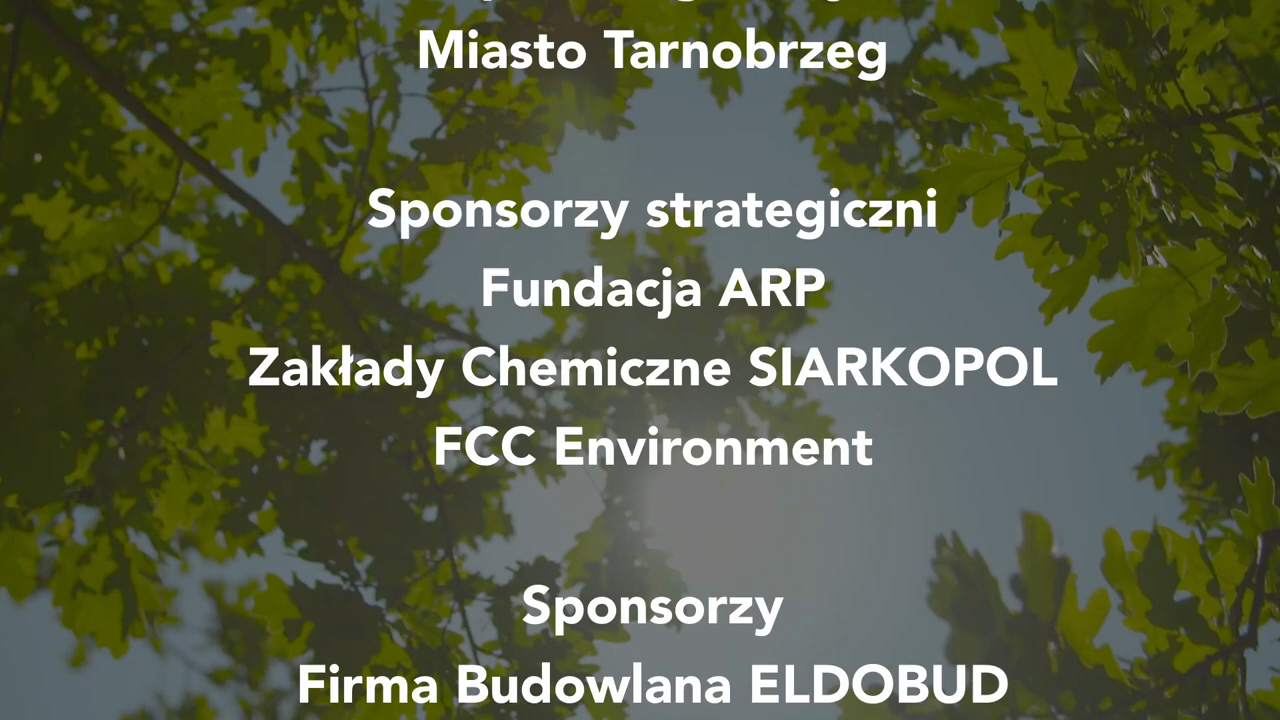 Miasto Tarnobrzeg
Sponsorzy strategiczni
Fundacja ARP
Zakłady Chemiczne SIARKOPOL
FCC Environment
Sponsorzy
Firma Budowlana ELDOBUD